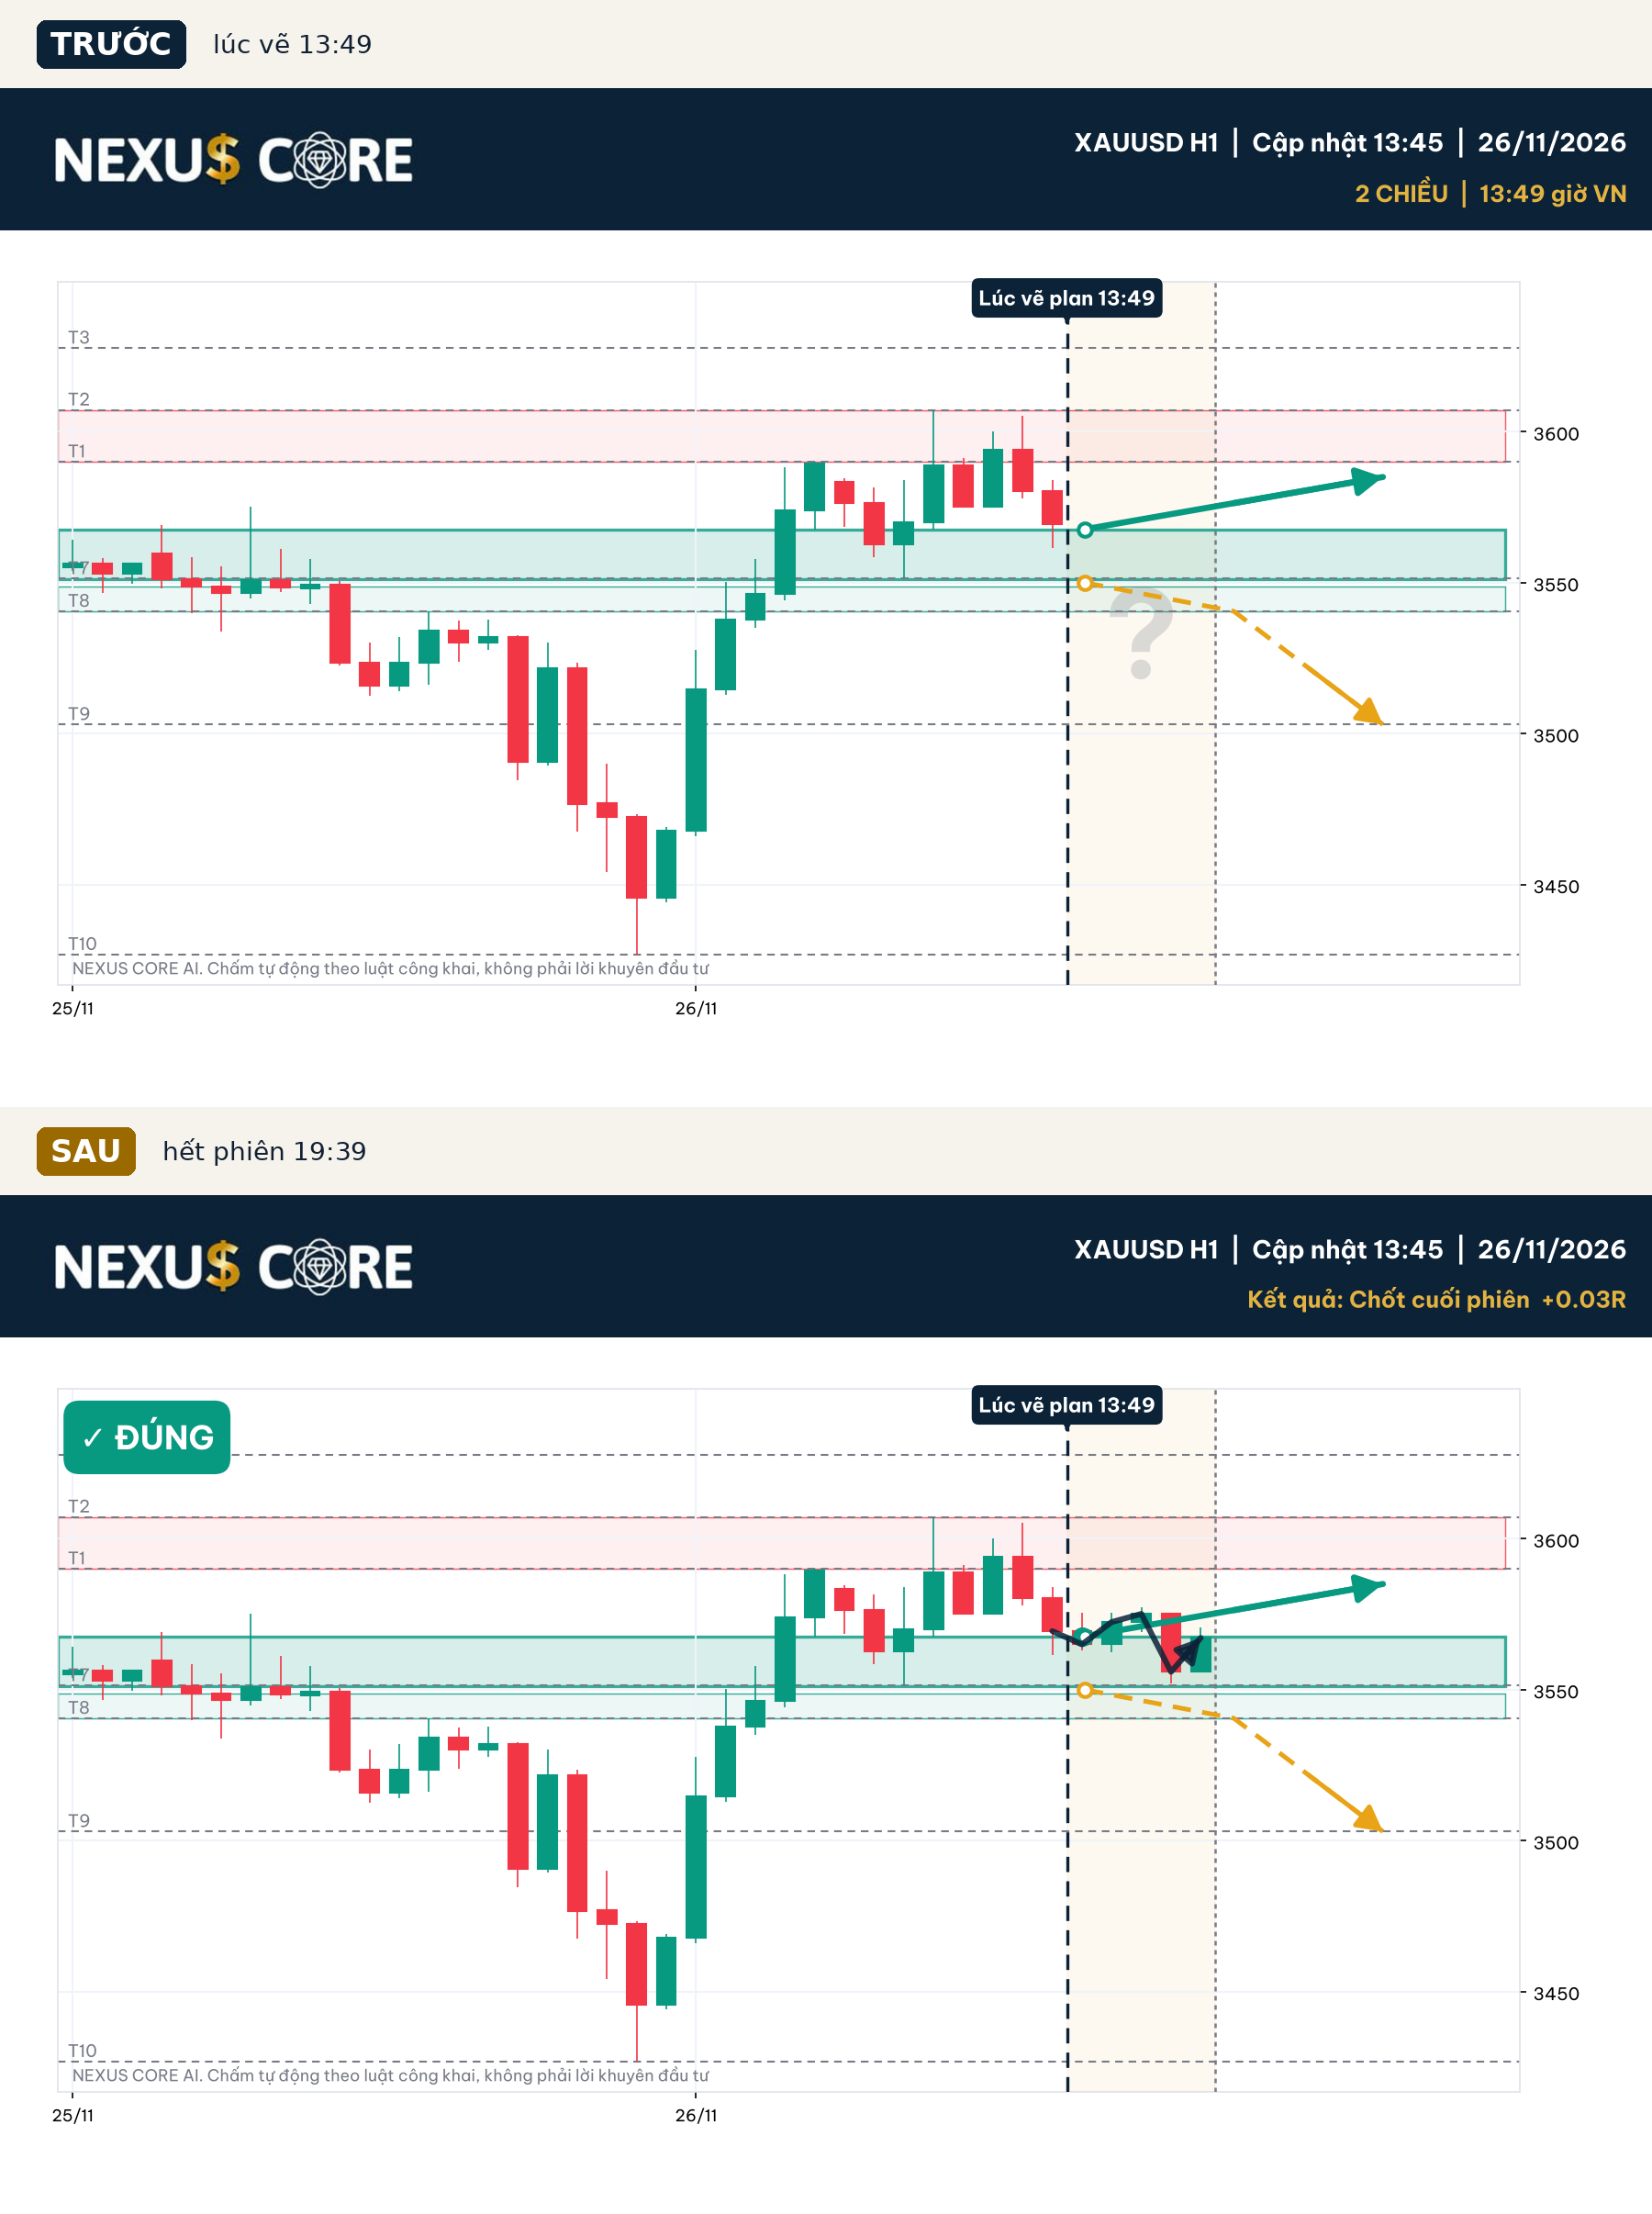 TRƯỚC lúc vẽ 13:49
NEXU$ CORE
XAUUSD H1 | Cập nhật 13:45 | 26/11/2026
2 CHIỀU | 13:49 giờ VN
Lúc vẽ plan 13:49
T3
T2
T1
3600
T7
3550
T8
?
T9
3500
3450
T10
NEXUS CORE AI. Chấm tự động theo luật công khai, không phải lời khuyên đầu tư
25/11
26/11
SAU hết phiên 19:39
NEXU$ CORE
XAUUSD H1 | Cập nhật 13:45 | 26/11/2026
Kết quả: Chốt cuối phiên +0.03R
Lúc vẽ plan 13:49
✓ ĐÚNG
T2
T1
3600
T7
3550
T8
T9
3500
3450
T10
NEXUS CORE AI. Chấm tự động theo luật công khai, không phải lời khuyên đầu tư
25/11
26/11